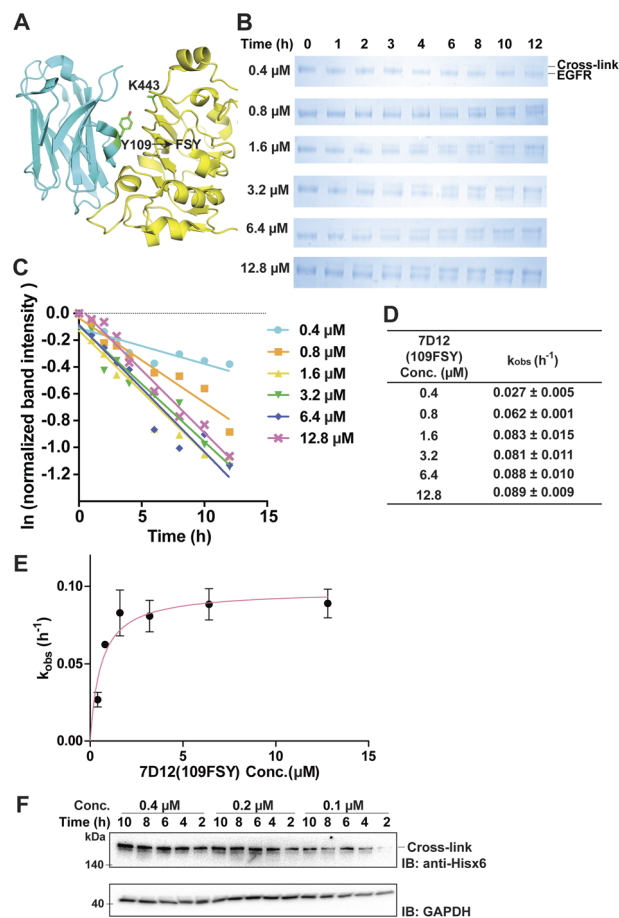 A
K443
Y109 → FSY
B
Time (h) 0 1 2 3 4 6 8 10 12
0.4 µM
Cross-link
EGFR
0.8 µM
1.6 µM
3.2 µM
6.4 µM
12.8 µM
C
ln (normalized band intensity)
0.0
-0.2
-0.4
-0.6
-0.8
-1.0
-1.2
0 5 10 15
Time (h)
0.4 µM
0.8 µM
1.6 µM
3.2 µM
6.4 µM
12.8 µM
D
7D12
(109FSY)
Conc. (µM)
kobs (h-1)
0.4 0.027 ± 0.005
0.8 0.062 ± 0.001
1.6 0.083 ± 0.015
3.2 0.081 ± 0.011
6.4 0.088 ± 0.010
12.8 0.089 ± 0.009
E
kobs (h-1)
0.10
0.05
0.00
0 5 10 15
7D12(109FSY) Conc.(µM)
F
Conc. 0.4 µM 0.2 µM 0.1 µM
Time (h) 10 8 6 4 2 10 8 6 4 2 10 8 6 4 2
kDa
140
Cross-link
IB: anti-Hisx6
40
IB: GAPDH